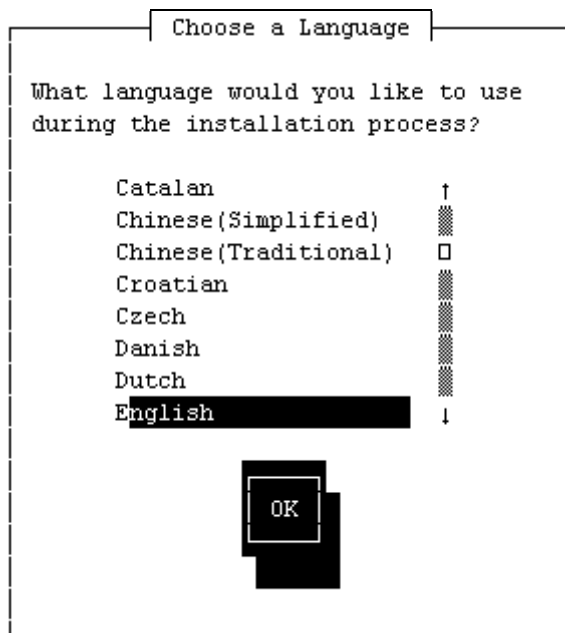 Choose a Language
What language would you like to use
during the installation process?
Catalan
Chinese(Simplified)
Chinese(Traditional)
Croatian
Czech
Danish
Dutch
English
OK